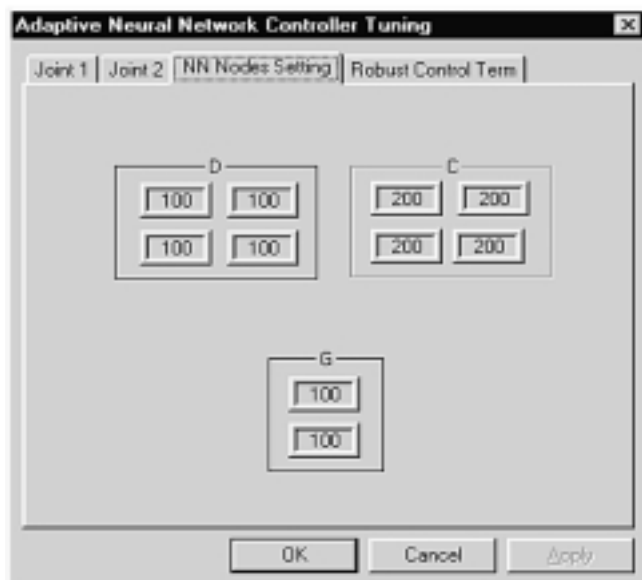 Adaptive Neural Network Controller Tuning
Joint 1 Joint 2 NN Nodes Setting Robust Control Term
D C
100 100 200 200
100 100 200 200
G
100
100
OK Cancel Apply